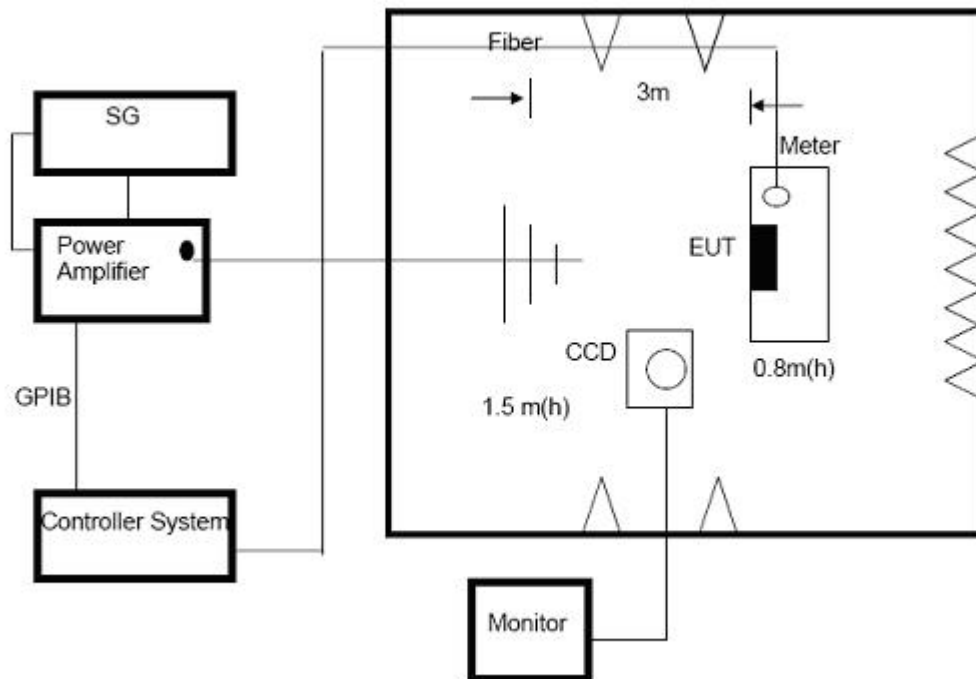 Fiber
3m
SG
Meter
Power
Amplifier
EUT
CCD
0.8m(h)
GPIB
1.5 m(h)
Controller System
Monitor